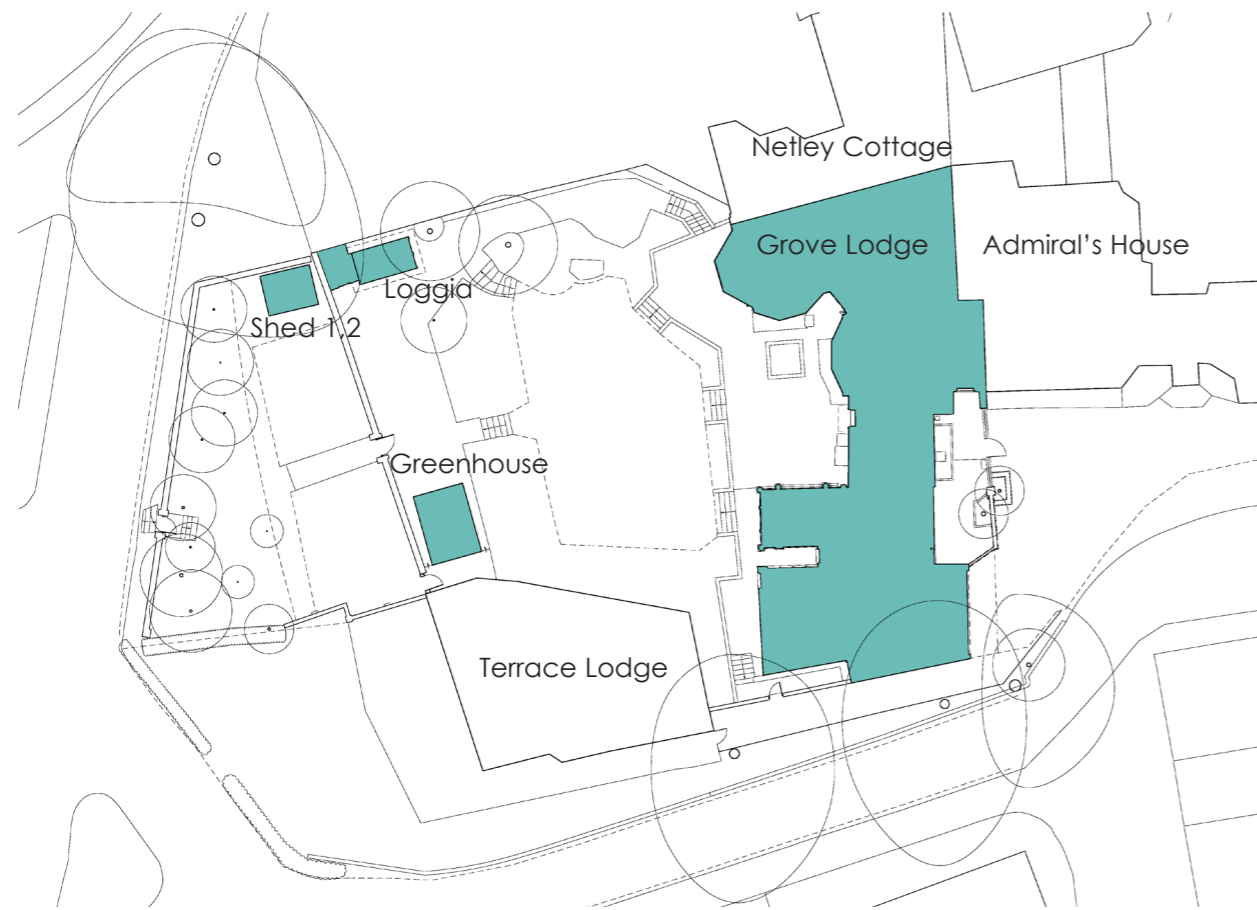 Netley Cottage
Grove Lodge
Admiral's House
Loggia
Shed 1,2
Greenhouse
Terrace Lodge